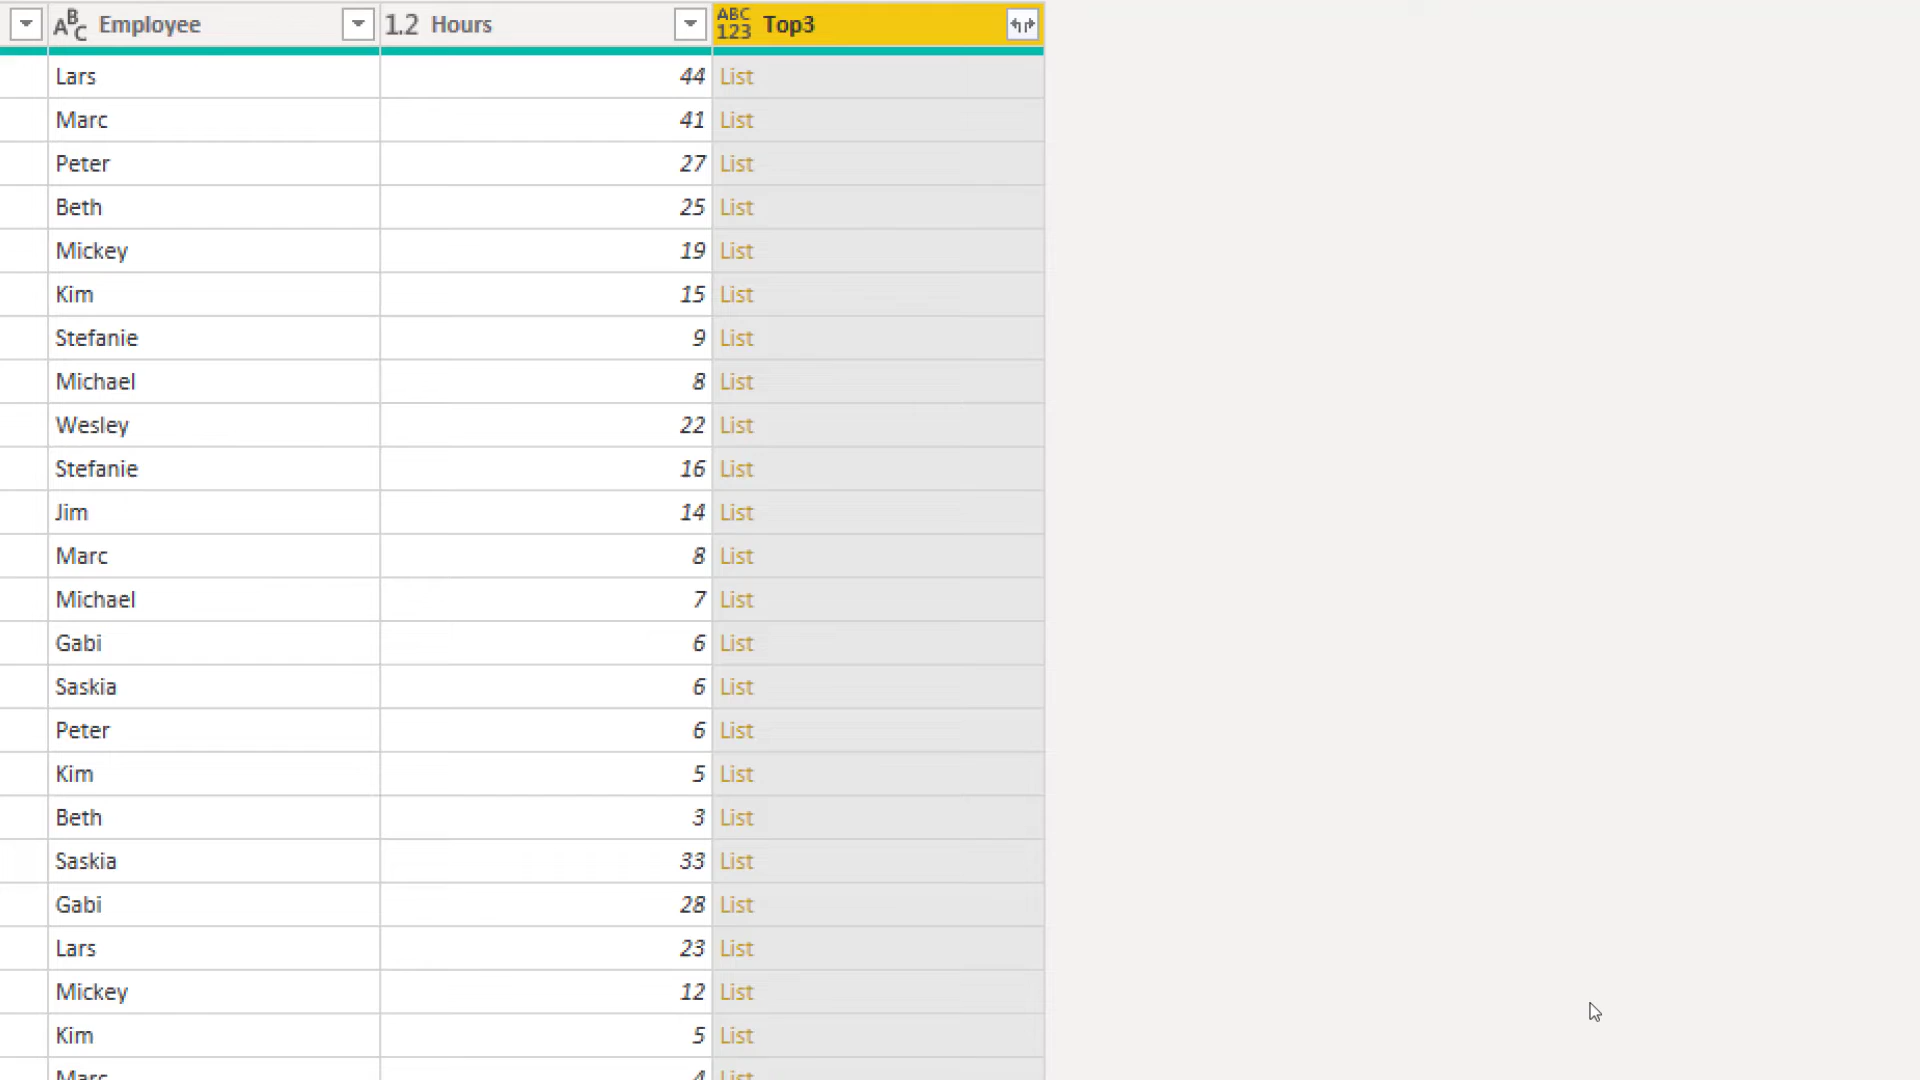 ABC Employee 1.2 Hours ABC 123 Top3
Lars 44 List
Marc 41 List
Peter 27 List
Beth 25 List
Mickey 19 List
Kim 15 List
Stefanie 9 List
Michael 8 List
Wesley 22 List
Stefanie 16 List
Jim 14 List
Marc 8 List
Michael 7 List
Gabi 6 List
Saskia 6 List
Peter 6 List
Kim 5 List
Beth 3 List
Saskia 33 List
Gabi 28 List
Lars 23 List
Mickey 12 List
Kim 5 List
Marc 4 List